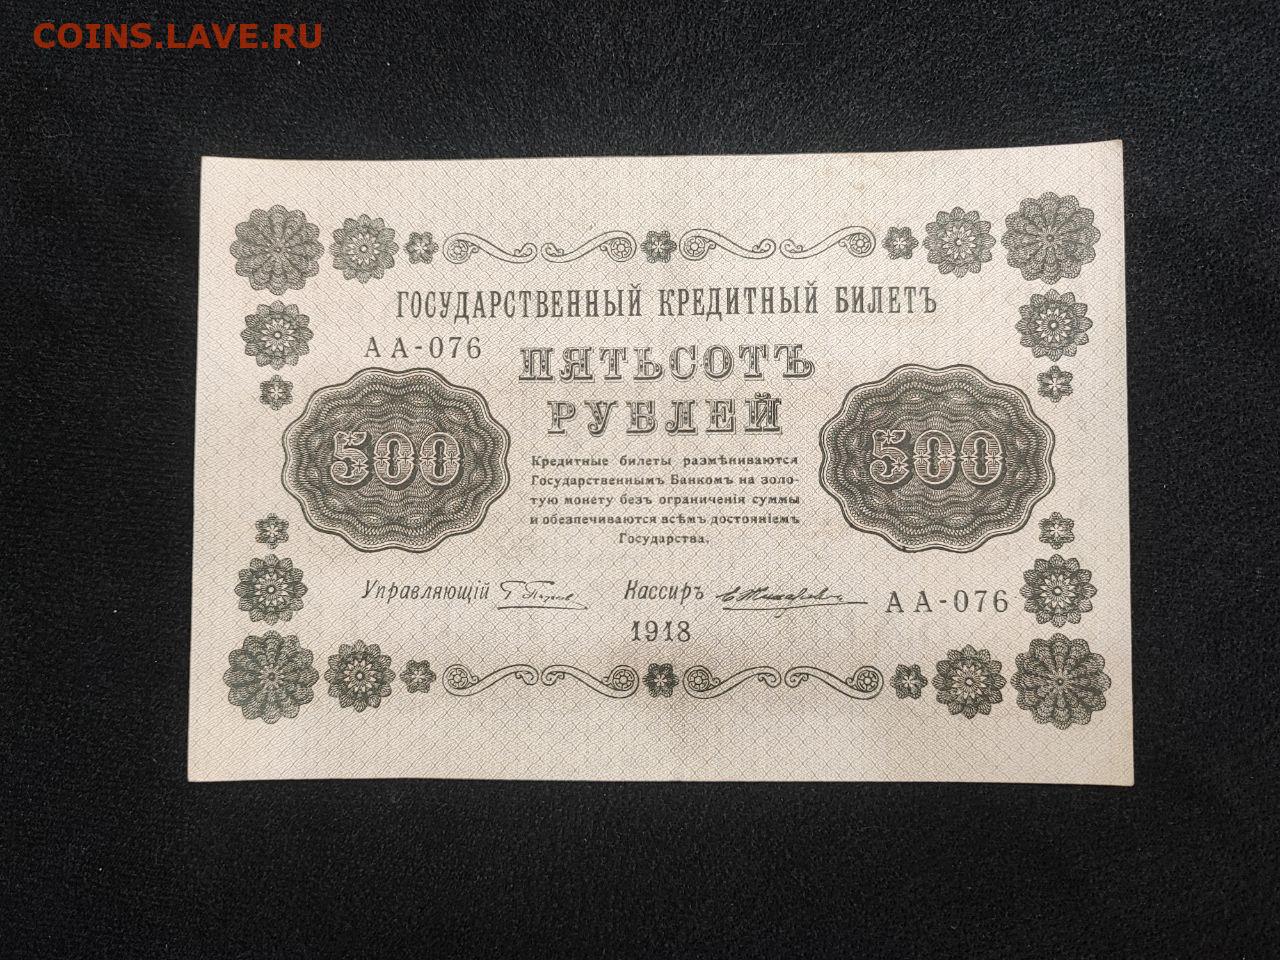 COINS.LAVE.RU
ГОСУДАРСТВЕННЫЙ КРЕДИТНЫЙ БИЛЕТЪ
АА-076
ПЯТЬСОТЪ
РУБЛЕЙ
500
500
Кредитные билеты размѣниваются
Государственнымъ Банкомъ на золо-
тую монету безъ ограниченія суммы
и обезпечиваются всѣмъ достояніемъ
Государства.
Управляющій
Кассиръ
АА-076
1918